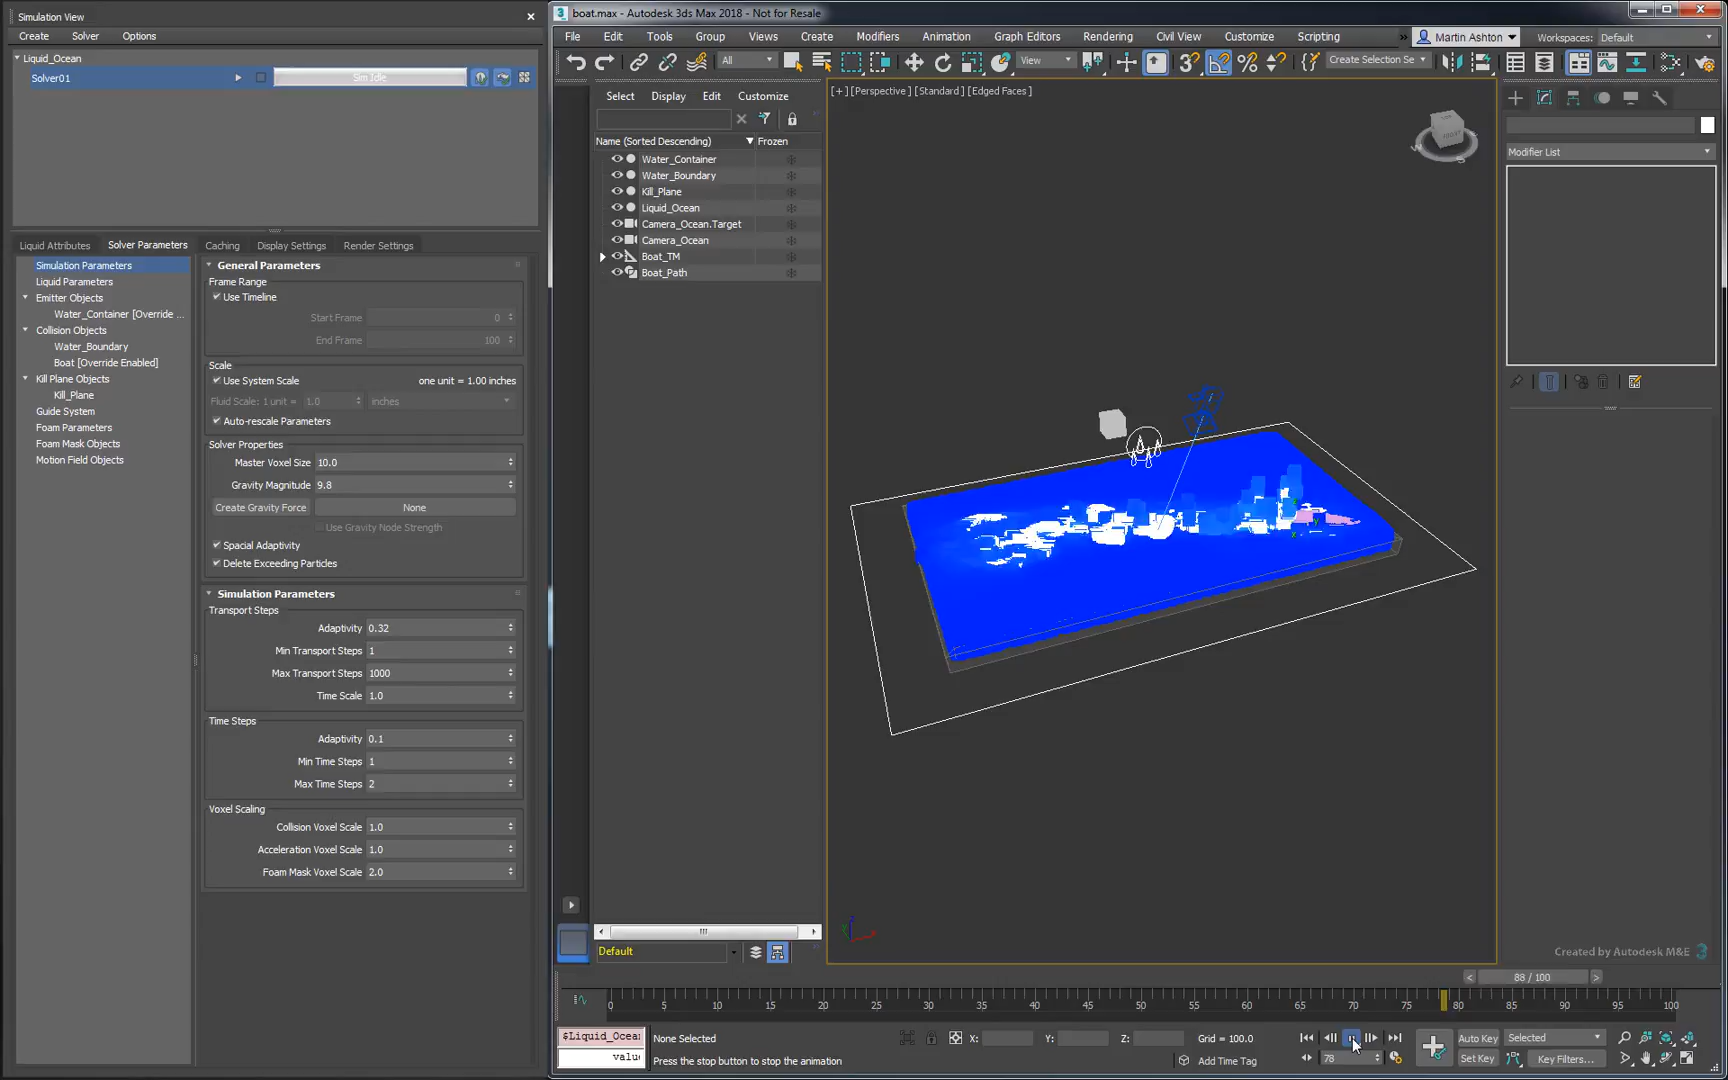 Simulation View
boat.max - Autodesk 3ds Max 2018 - Not for Resale
Create Solver Options
File Edit Tools Group Views Create Modifiers Animation Graph Editors Rendering Civil View Customize Scripting
Martin Ashton Workspaces: Default
Liquid_Ocean
Solver01 Sim Idle
All View Create Selection Se
Select Display Edit Customize
[+] [Perspective] [Standard] [Edged Faces]
Name (Sorted Descending) Frozen
Water_Container
Water_Boundary
Kill_Plane
Liquid_Ocean
Camera_Ocean.Target
Camera_Ocean
Boat_TM
Boat_Path
Modifier List
Liquid Attributes Solver Parameters Caching Display Settings Render Settings
Simulation Parameters
Liquid Parameters
Emitter Objects
Water_Container [Override ...
Collision Objects
Water_Boundary
Boat [Override Enabled]
Kill Plane Objects
Kill_Plane
Guide System
Foam Parameters
Foam Mask Objects
Motion Field Objects
General Parameters
Frame Range
Use Timeline
Start Frame 0
End Frame 100
Scale
Use System Scale one unit = 1.00 inches
Fluid Scale: 1 unit = 1.0 inches
Auto-rescale Parameters
Solver Properties
Master Voxel Size 10.0
Gravity Magnitude 9.8
Create Gravity Force None
Use Gravity Node Strength
Spacial Adaptivity
Delete Exceeding Particles
Simulation Parameters
Transport Steps
Adaptivity 0.32
Min Transport Steps 1
Max Transport Steps 1000
Time Scale 1.0
Time Steps
Adaptivity 0.1
Min Time Steps 1
Max Time Steps 2
Voxel Scaling
Collision Voxel Scale 1.0
Acceleration Voxel Scale 1.0
Foam Mask Voxel Scale 2.0
Default
Created by Autodesk M&E 3
88 / 100
0 5 10 15 20 25 30 35 40 45 50 55 60 65 70 75 80 85 90 95 100
$Liquid_Ocean None Selected X: Y: Z: Grid = 100.0 Auto Key Selected
value Press the stop button to stop the animation Add Time Tag 78 Set Key Key Filters...